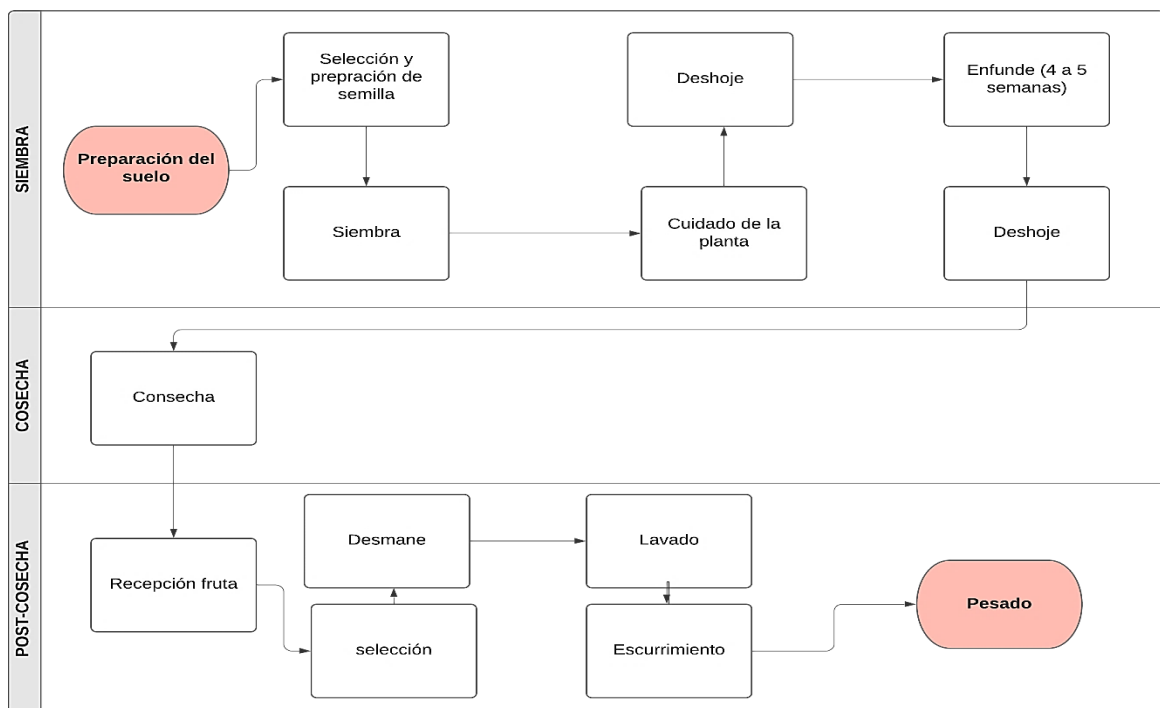 SIEMBRA
Preparación del
suelo
Selección y
prepración de
semilla
Siembra
Cuidado de la
planta
Deshoje
Enfunde (4 a 5
semanas)
Deshoje
COSECHA
Consecha
POST-COSECHA
Recepción fruta
selección
Desmane
Lavado
Escurrimiento
Pesado